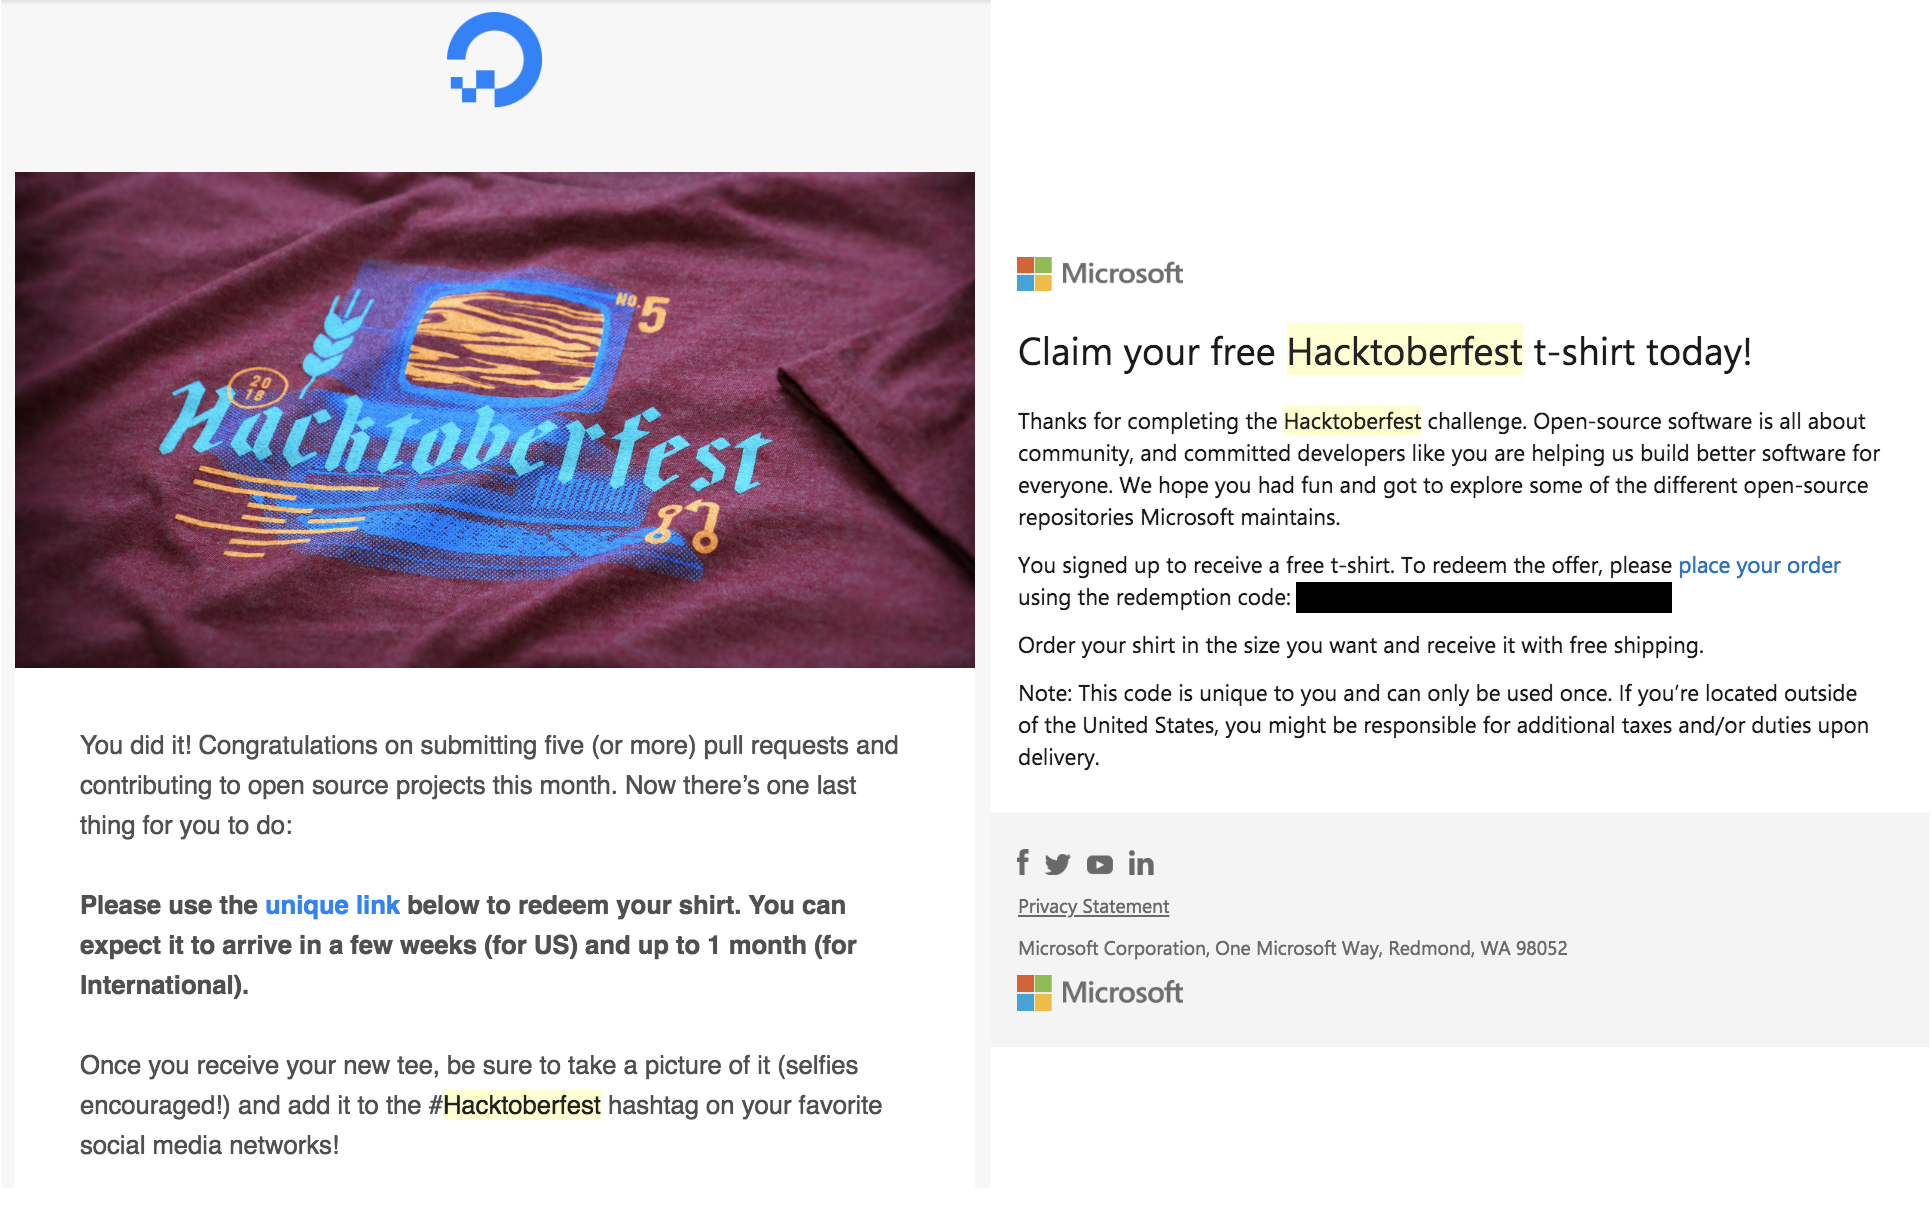 No. 5
20
18
Hacktoberfest
You did it! Congratulations on submitting five (or more) pull requests and
contributing to open source projects this month. Now there’s one last
thing for you to do:
Please use the unique link below to redeem your shirt. You can
expect it to arrive in a few weeks (for US) and up to 1 month (for
International).
Once you receive your new tee, be sure to take a picture of it (selfies
encouraged!) and add it to the #Hacktoberfest hashtag on your favorite
social media networks!
Microsoft
Claim your free Hacktoberfest t-shirt today!
Thanks for completing the Hacktoberfest challenge. Open-source software is all about
community, and committed developers like you are helping us build better software for
everyone. We hope you had fun and got to explore some of the different open-source
repositories Microsoft maintains.
You signed up to receive a free t-shirt. To redeem the offer, please place your order
using the redemption code:
Order your shirt in the size you want and receive it with free shipping.
Note: This code is unique to you and can only be used once. If you’re located outside
of the United States, you might be responsible for additional taxes and/or duties upon
delivery.
Privacy Statement
Microsoft Corporation, One Microsoft Way, Redmond, WA 98052
Microsoft